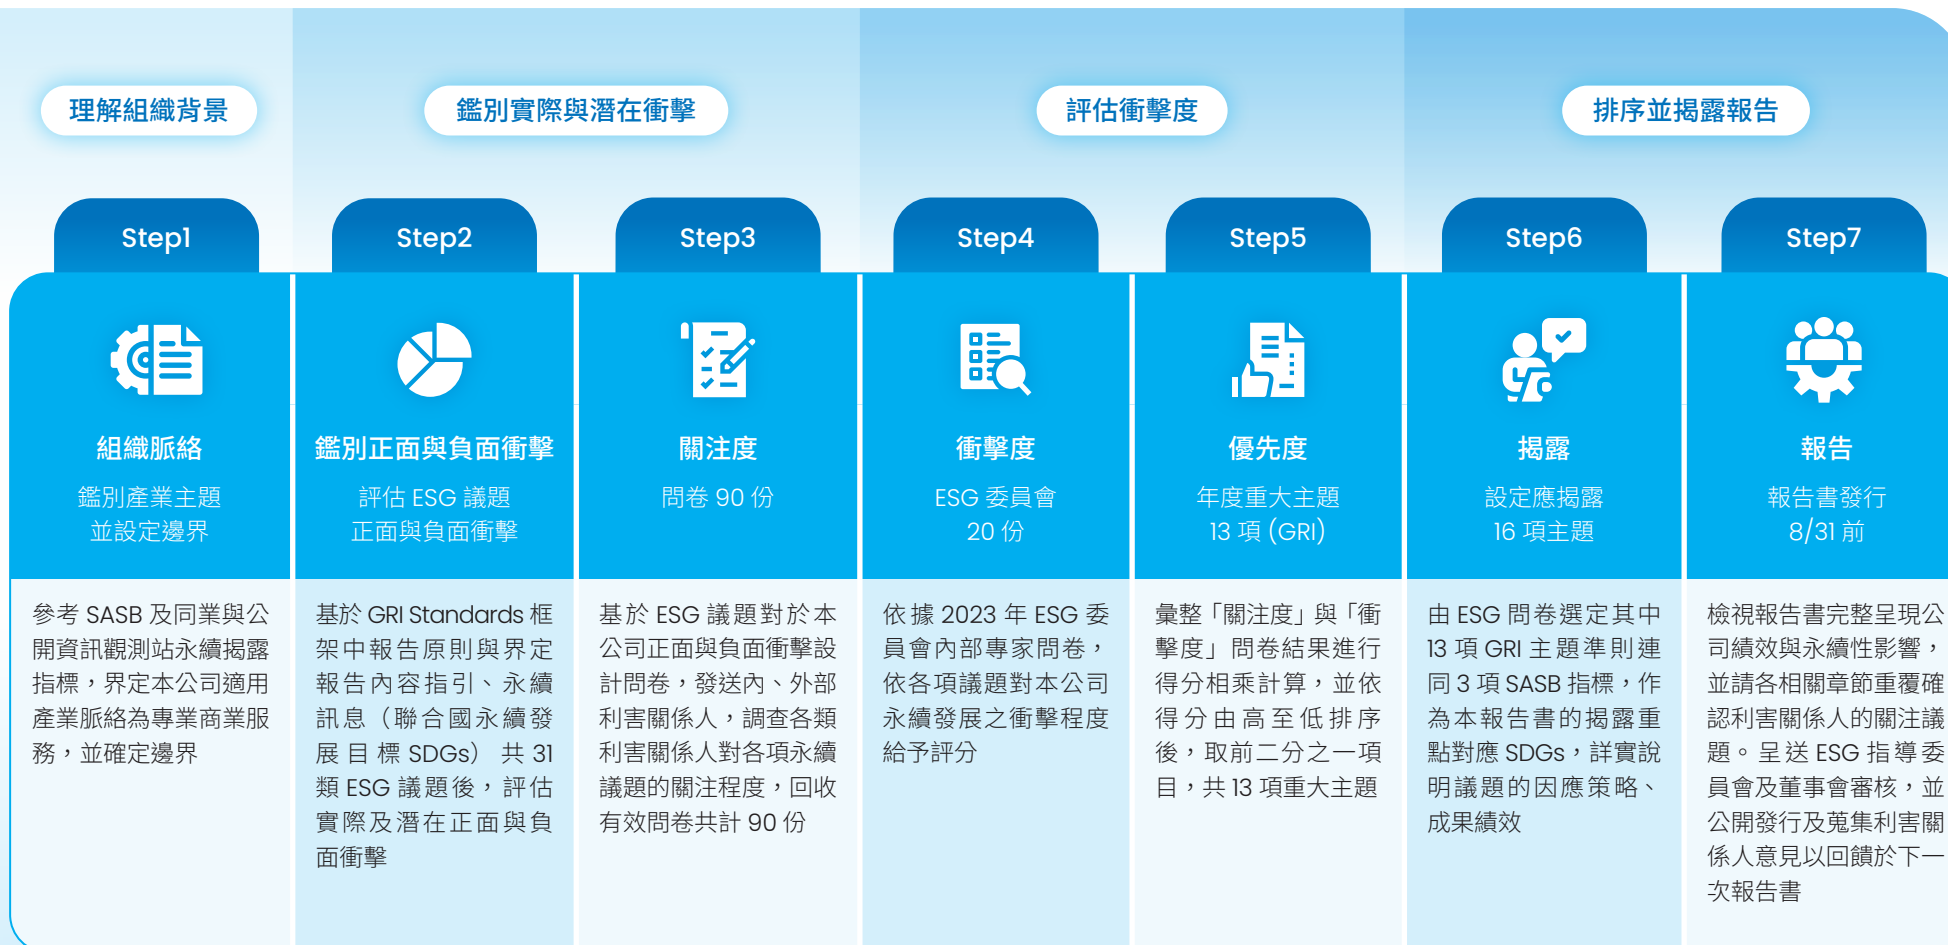 理解組織背景
鑑別實際與潛在衝擊
評估衝擊度
排序並揭露報告
Step1
組織脈絡
鑑別產業主題
並設定邊界
參考 SASB 及同業與公
開資訊觀測站永續揭露
指標，界定本公司適用
產業脈絡為專業商業服
務，並確定邊界
Step2
鑑別正面與負面衝擊
評估 ESG 議題
正面與負面衝擊
基於 GRI Standards 框
架中報告原則與界定
報告內容指引、永續
訊息（聯合國永續發
展目標 SDGs） 共 31
類 ESG 議題後，評估
實際及潛在正面與負
面衝擊
Step3
關注度
問卷 90 份
基於 ESG 議題對於本
公司正面與負面衝擊設
計問卷，發送內、外部
利害關係人，調查各類
利害關係人對各項永續
議題的關注程度，回收
有效問卷共計 90 份
Step4
衝擊度
ESG 委員會
20 份
依據 2023 年 ESG 委
員會內部專家問卷，
依各項議題對本公司
永續發展之衝擊程度
給予評分
Step5
優先度
年度重大主題
13 項 (GRI)
彙整「關注度」與「衝
擊度」問卷結果進行
得分相乘計算，並依
得分由高至低排序
後，取前二分之一項
目，共 13 項重大主題
Step6
揭露
設定應揭露
16 項主題
由 ESG 問卷選定其中
13 項 GRI 主題準則連
同 3 項 SASB 指標，作
為本報告書的揭露重
點對應 SDGs，詳實說
明議題的因應策略、
成果績效
Step7
報告
報告書發行
8/31 前
檢視報告書完整呈現公
司績效與永續性影響，
並請各相關章節重覆確
認利害關係人的關注議
題。呈送 ESG 指導委
員會及董事會審核，並
公開發行及蒐集利害關
係人意見以回饋於下一
次報告書